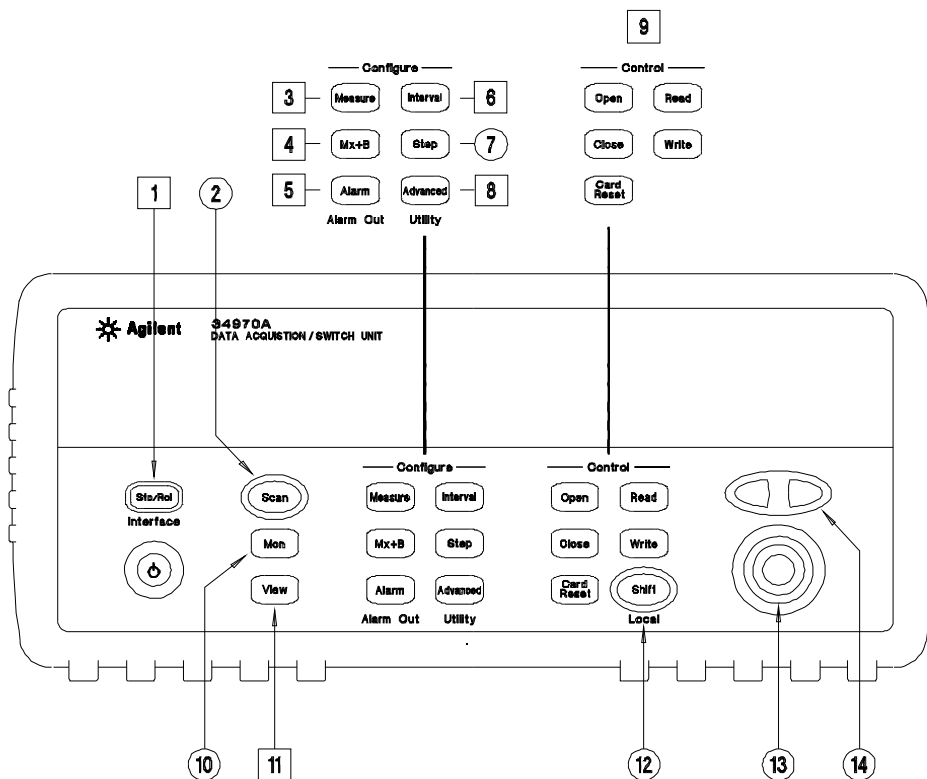 9
Configure
Control
3
Measure
Interval
6
Open
Read
4
Mx+B
Step
7
Close
Write
5
Alarm
Advanced
8
Card
Reset
Alarm Out
Utility
1
2
Agilent
34970A
DATA ACQUISTION / SWITCH UNIT
Configure
Control
Sto/Rcl
Interface
Scan
Measure
Interval
Open
Read
Mon
Mx+B
Step
Close
Write
View
Alarm
Advanced
Card
Reset
Shift
Alarm Out
Utility
Local
10
11
12
13
14